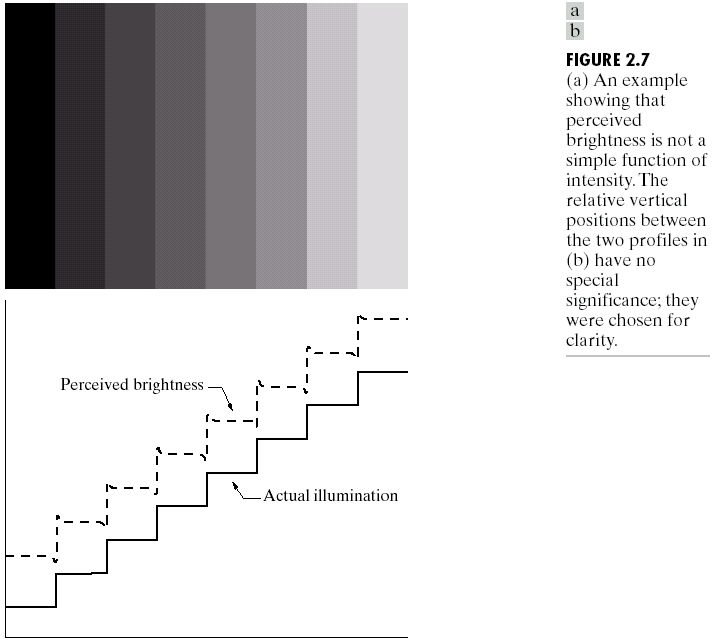 a
b
FIGURE 2.7
(a) An example
showing that
perceived
brightness is not a
simple function of
intensity. The
relative vertical
positions between
the two profiles in
(b) have no
special
significance; they
were chosen for
clarity.
Perceived brightness
Actual illumination